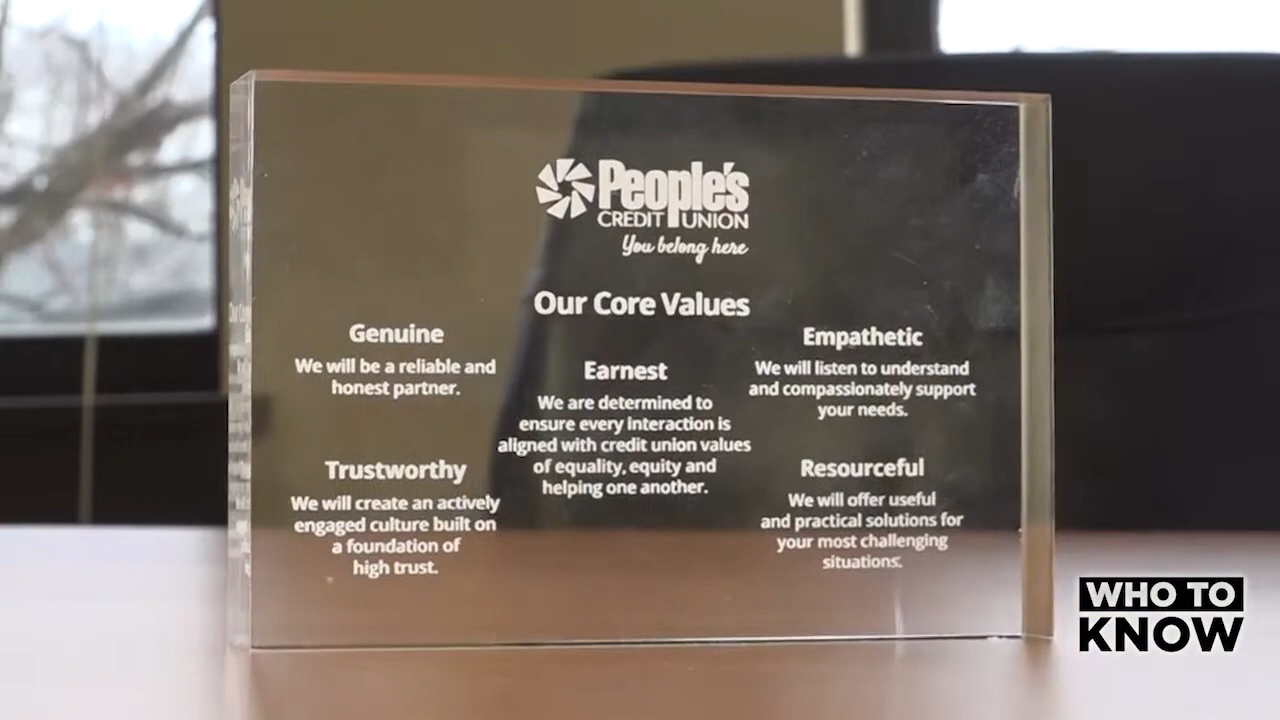 People's
CREDIT UNION
You belong here
Our Core Values
Genuine
We will be a reliable and
honest partner.
Trustworthy
We will create an actively
engaged culture built on
a foundation of
high trust.
Earnest
We are determined to
ensure every interaction is
aligned with credit union values
of equality, equity and
helping one another.
Empathetic
We will listen to understand
and compassionately support
your needs.
Resourceful
We will offer useful
and practical solutions for
your most challenging
situations.
WHO TO
KNOW